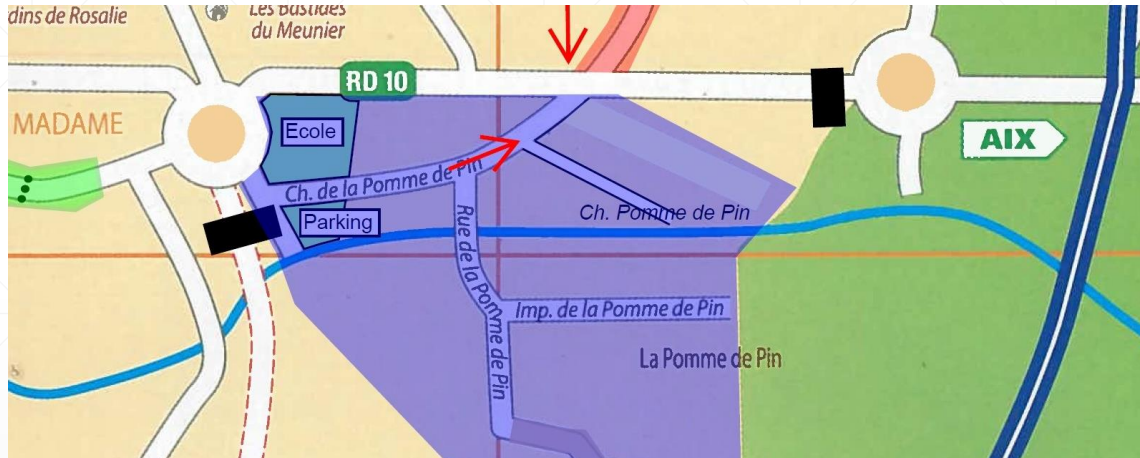 dins de Rosalie
Les Bastides
du Meunier
RD 10
MADAME
Ecole
AIX
Ch. de la Pomme de Pin
Parking
Ch. Pomme de Pin
Rue de la Pomme de Pin
Imp. de la Pomme de Pin
La Pomme de Pin